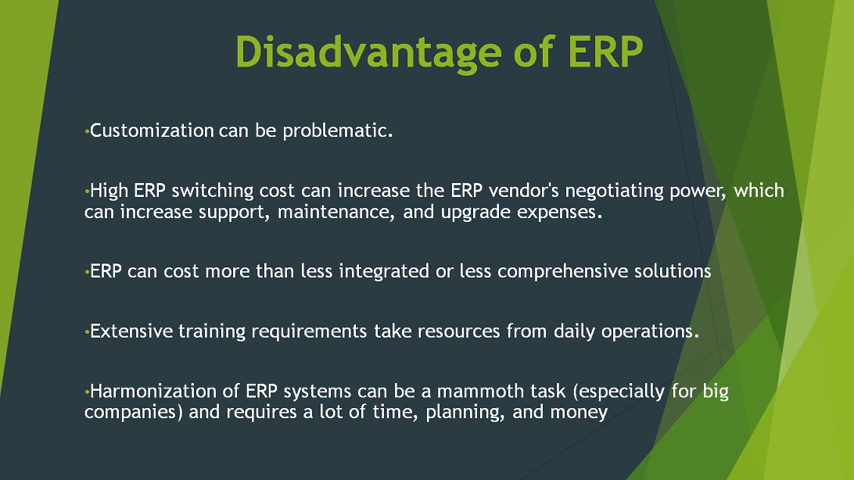 Disadvantage of ERP
•Customization can be problematic.
•High ERP switching cost can increase the ERP vendor's negotiating power, which
can increase support, maintenance, and upgrade expenses.
•ERP can cost more than less integrated or less comprehensive solutions
•Extensive training requirements take resources from daily operations.
•Harmonization of ERP systems can be a mammoth task (especially for big
companies) and requires a lot of time, planning, and money